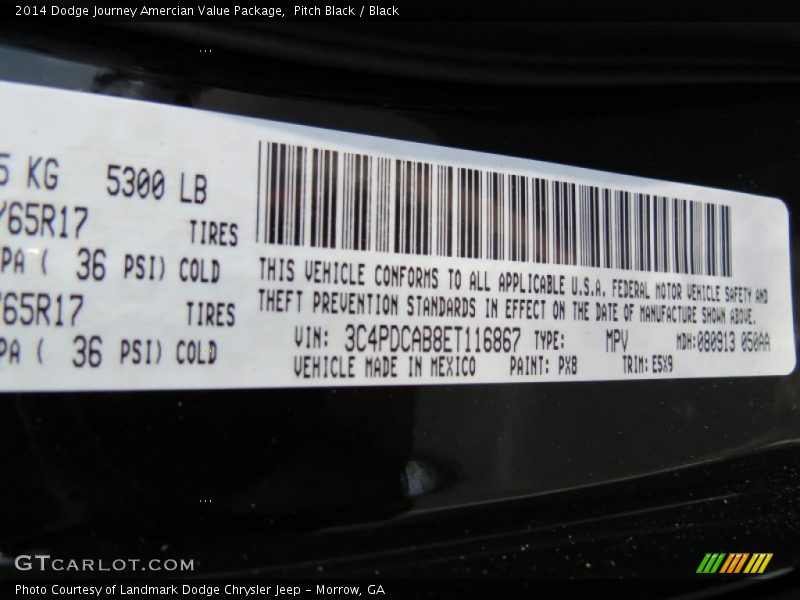 2014 Dodge Journey Amercian Value Package,  Pitch Black / Black
5 KG 5300 LB
65R17 TIRES
PA ( 36 PSI) COLD
65R17 TIRES
PA ( 36 PSI) COLD
THIS VEHICLE CONFORMS TO ALL APPLICABLE U.S.A. FEDERAL MOTOR VEHICLE SAFETY AND
THEFT PREVENTION STANDARDS IN EFFECT ON THE DATE OF MANUFACTURE SHOWN ABOVE.
VIN: 3C4PDCAB8ET116867 TYPE: MPV MDH:080913 050AA
VEHICLE MADE IN MEXICO PAINT: PX8 TRIM: E5X9
GTCARLOT.COM
Photo Courtesy of Landmark Dodge Chrysler Jeep – Morrow, GA